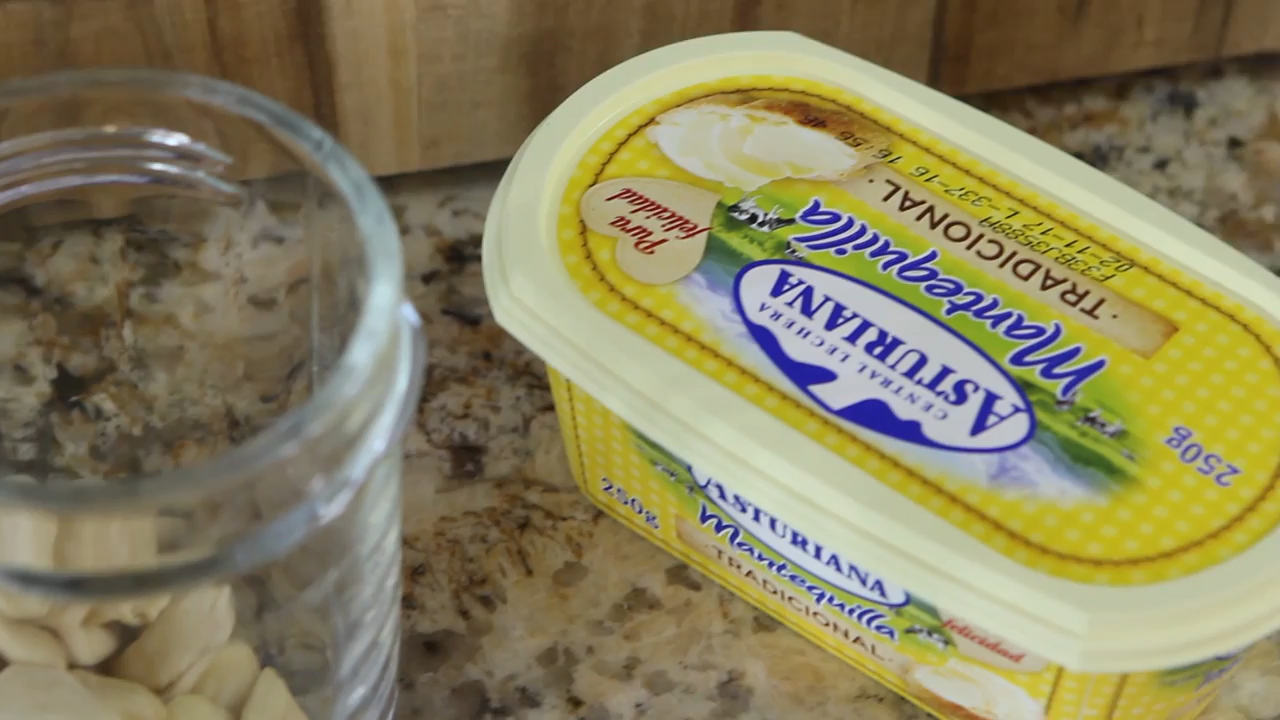 Pura
felicidad
CENTRAL LECHERA
ASTURIANA
Mantequilla
· TRADICIONAL ·
02-11-17 L-337-16 16:56
250g
250g
ASTURIANA
Mantequilla
·TRADICIONAL·
felicidad